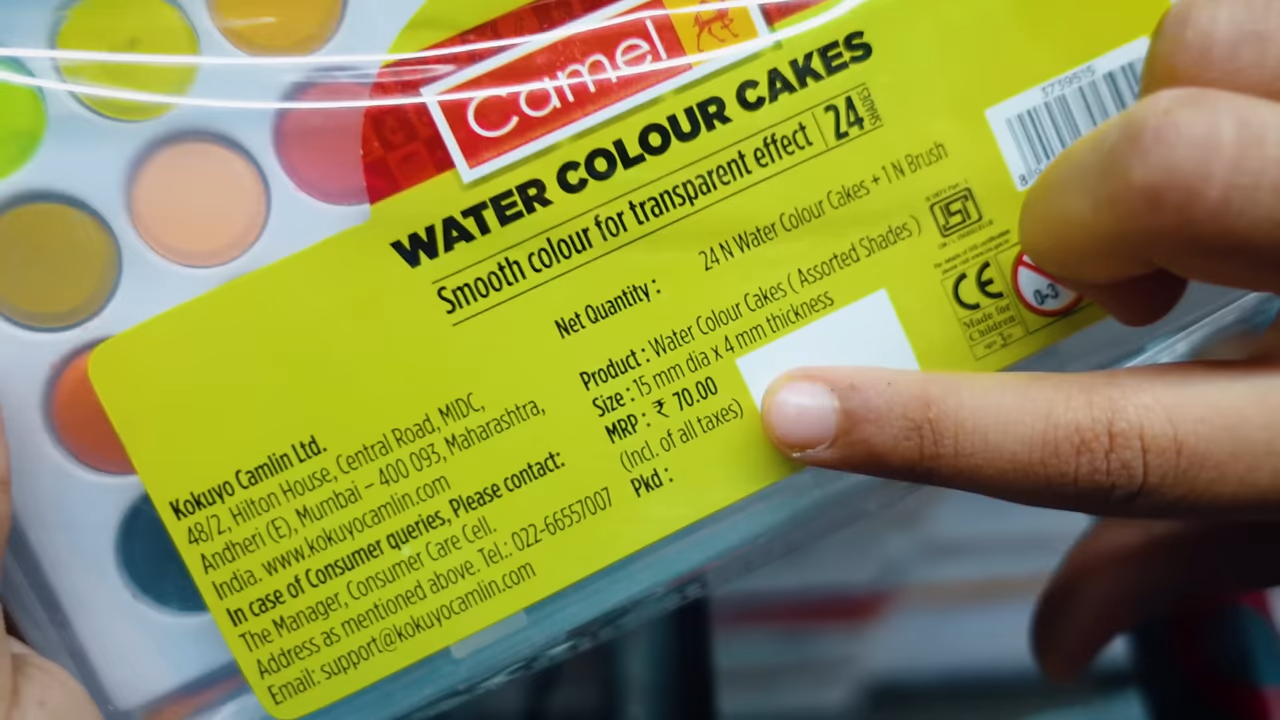 Camel
WATER COLOUR CAKES
Smooth colour for transparent effect | 24 SHADES
Net Quantity : 24 N Water Colour Cakes + 1 N Brush
Product : Water Colour Cakes ( Assorted Shades )
Size : 15 mm dia x 4 mm thickness
MRP : ₹ 70.00
(Incl. of all taxes)
Pkd :
Kokuyo Camlin Ltd.
48/2, Hilton House, Central Road, MIDC,
Andheri (E), Mumbai – 400 093, Maharashtra,
India. www.kokuyocamlin.com
In case of Consumer queries, Please contact:
The Manager, Consumer Care Cell.
Address as mentioned above. Tel.: 022-66557007
Email: support@kokuyocamlin.com
3739515
8
ISI
CE
Made for
Children
0-3